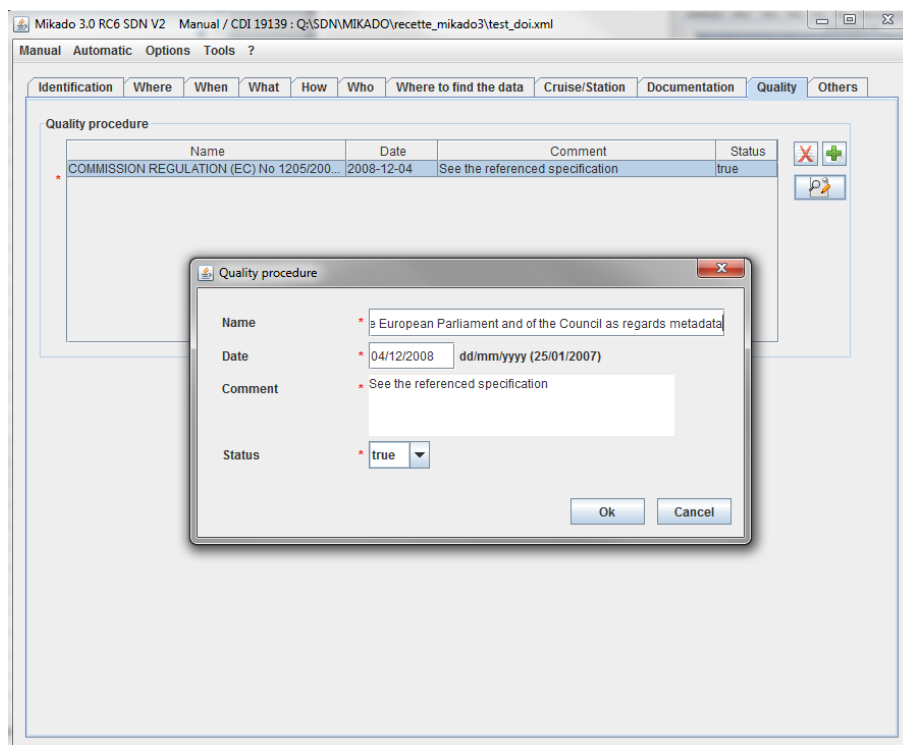 Mikado 3.0 RC6 SDN V2 Manual / CDI 19139 : Q:\SDN\MIKADO\recette_mikado3\test_doi.xml
Manual Automatic Options Tools ?
Identification Where When What How Who Where to find the data Cruise/Station Documentation Quality Others
Quality procedure
Name Date Comment Status
* COMMISSION REGULATION (EC) No 1205/200... 2008-12-04 See the referenced specification true
Quality procedure
Name * e European Parliament and of the Council as regards metadata
Date * 04/12/2008 dd/mm/yyyy (25/01/2007)
Comment * See the referenced specification
Status * true
Ok Cancel